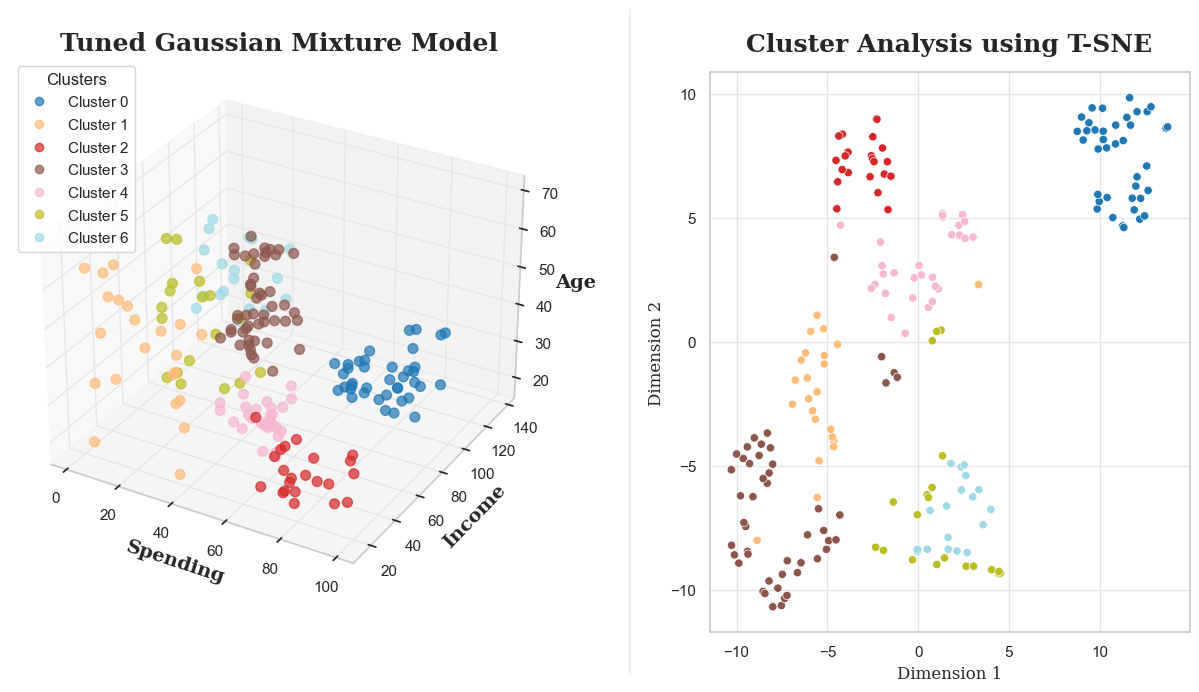 Tuned Gaussian Mixture Model
Clusters
Cluster 0
Cluster 1
Cluster 2
Cluster 3
Cluster 4
Cluster 5
Cluster 6
70
60
50
40
30
20
Age
140
120
100
80
60
40
20
Income
0
20
40
60
80
100
Spending
Cluster Analysis using T-SNE
10
5
0
−5
−10
Dimension 2
−10
−5
0
5
10
Dimension 1